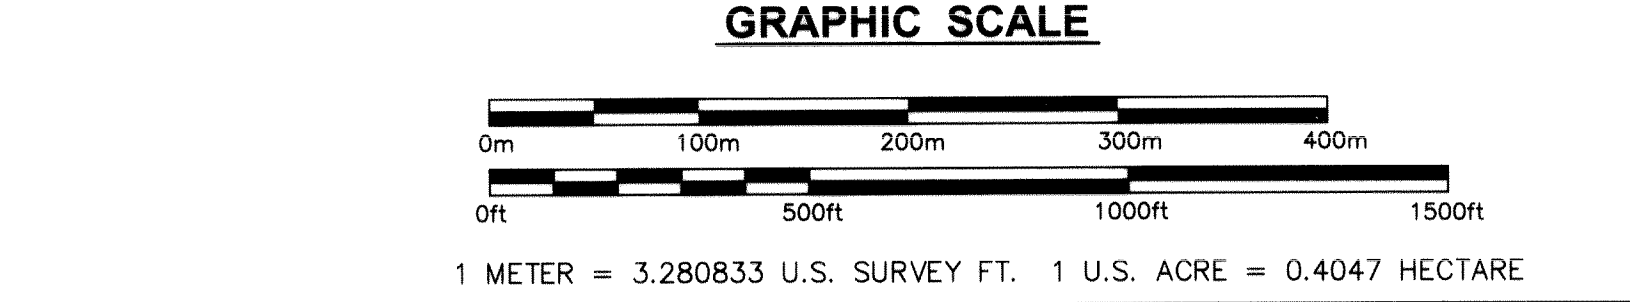 GRAPHIC SCALE
0m 100m 200m 300m 400m
0ft 500ft 1000ft 1500ft
1 METER = 3.280833 U.S. SURVEY FT. 1 U.S. ACRE = 0.4047 HECTARE